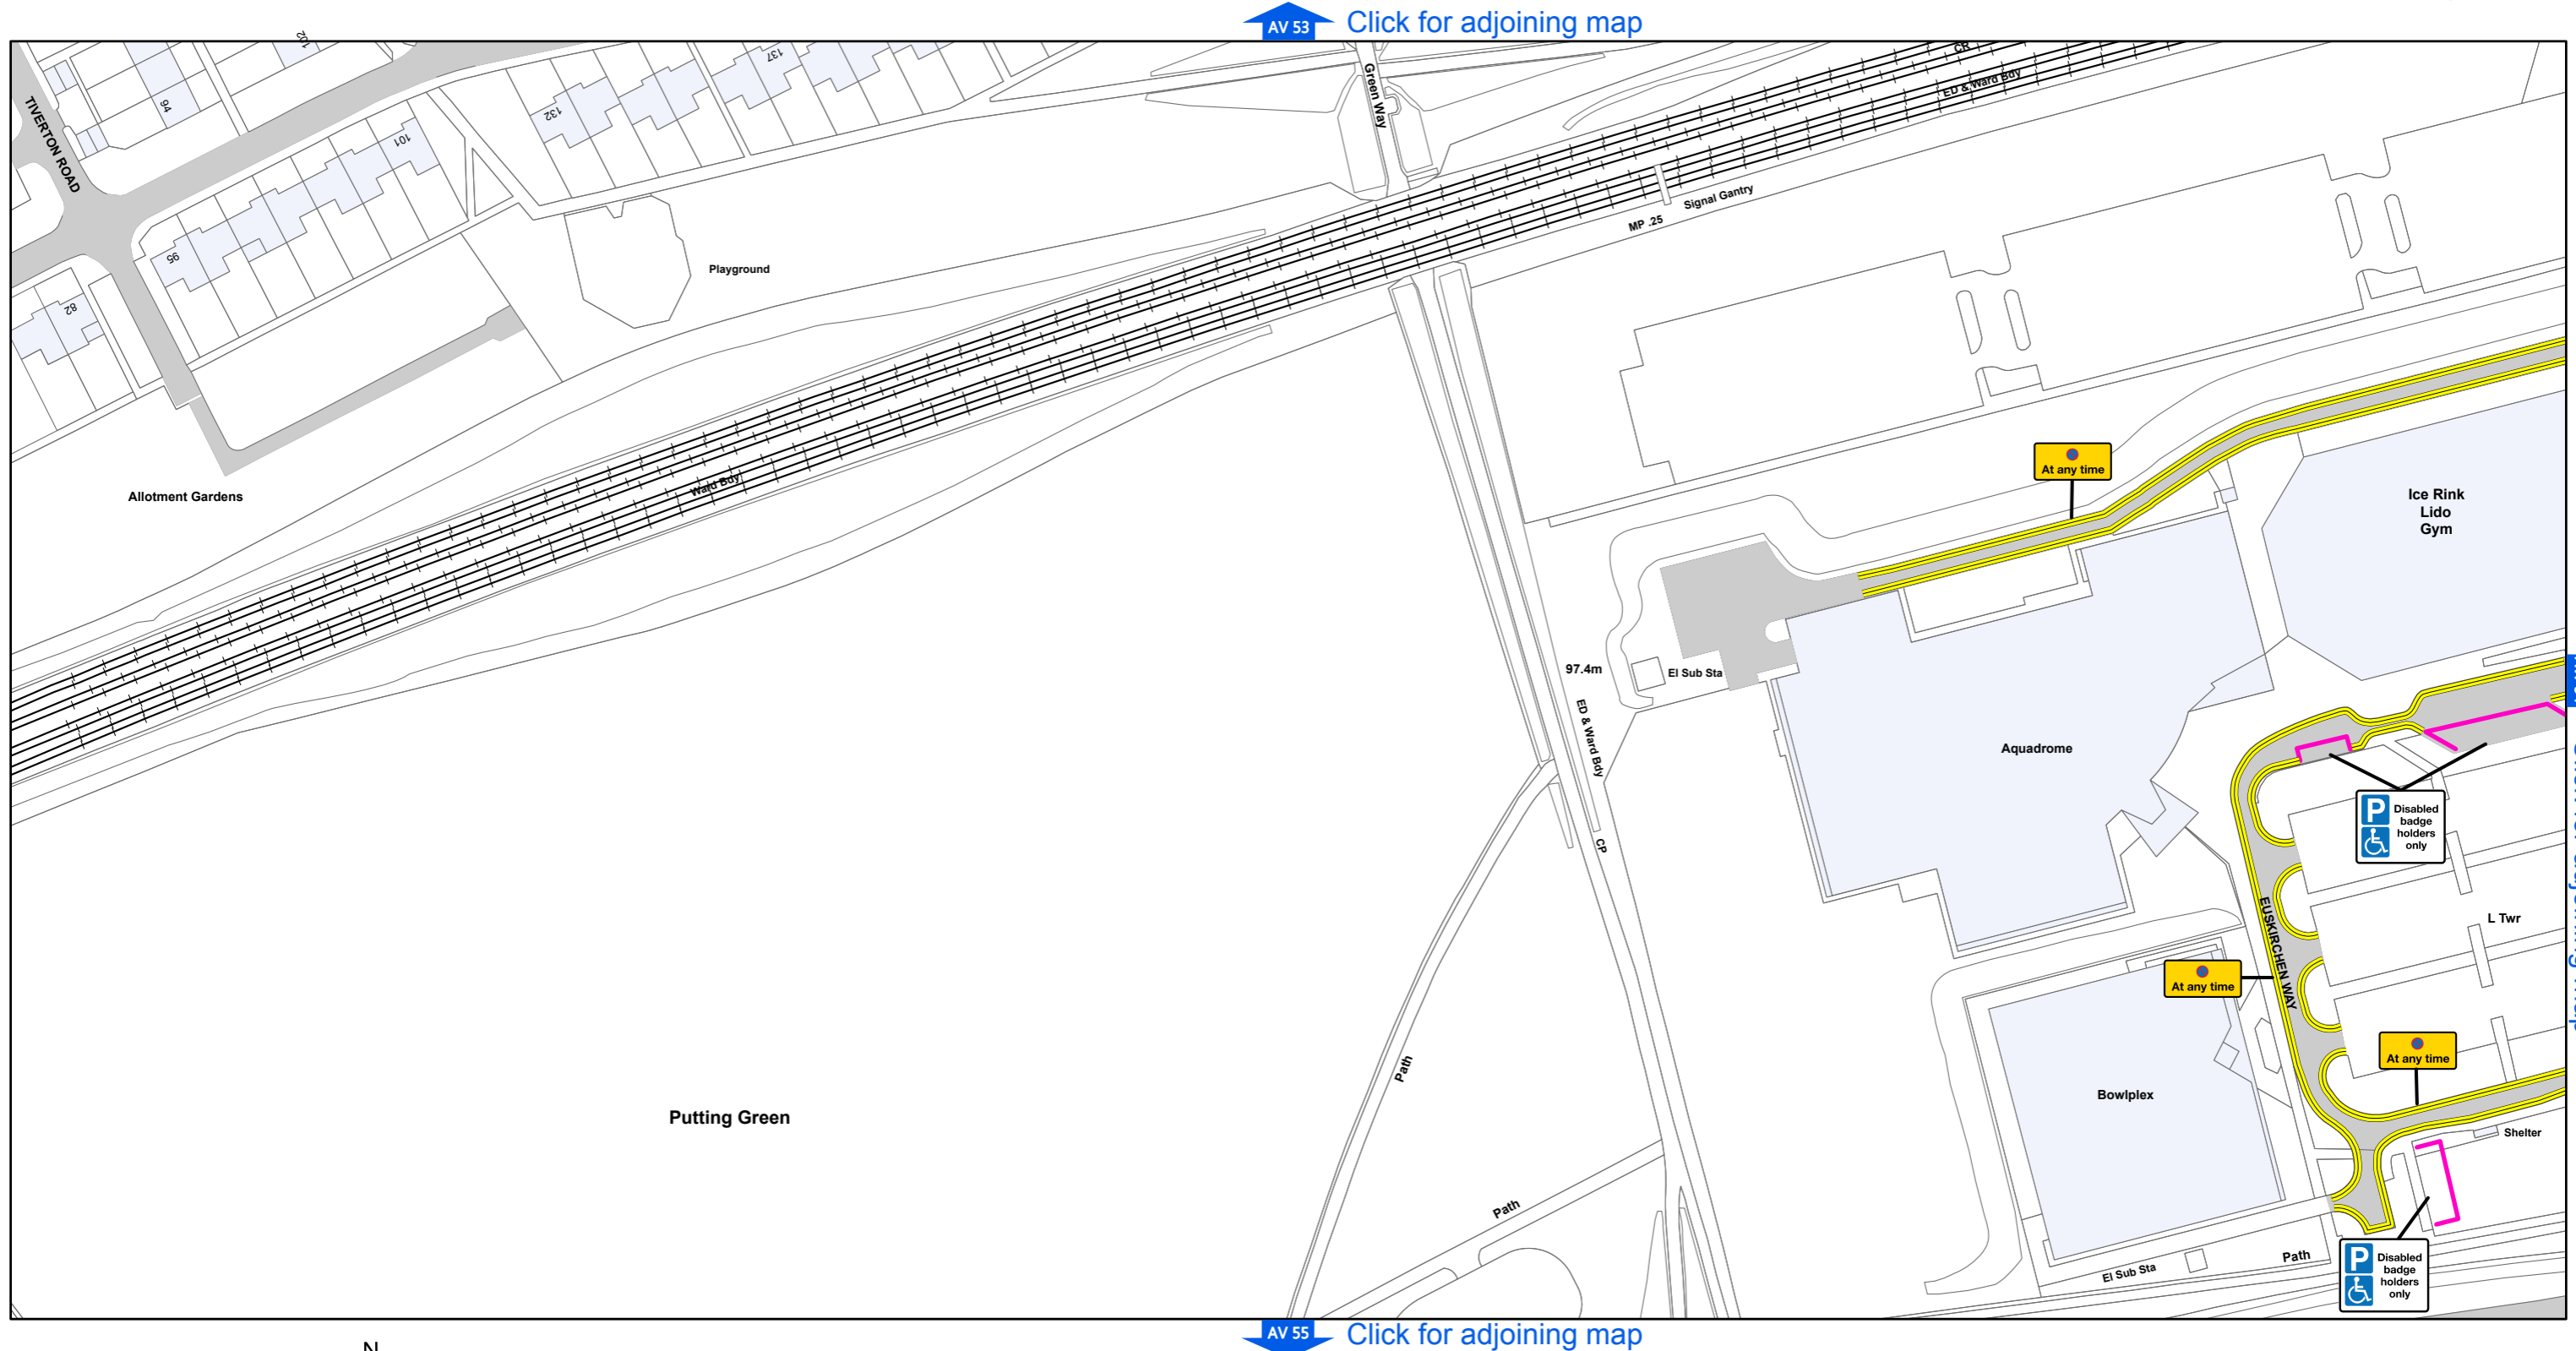 AV 53
Click for adjoining map
102
137
CR
94
TIVERTON ROAD
132
Green Way
ED & Ward Bdy
101
Signal Gantry
MP .25
95
Playground
82
At any time
Ward Bdy
Allotment Gardens
Ice Rink
Lido
Gym
97.4m
El Sub Sta
ED & Ward Bdy
Aquadrome
P Disabled
badge
holders
only
CP
L Twr
EUSKIRCHEN WAY
At any time
At any time
Path
Bowlplex
Putting Green
Shelter
Path
Path
El Sub Sta
P Disabled
badge
holders
only
AV 55
Click for adjoining map
N